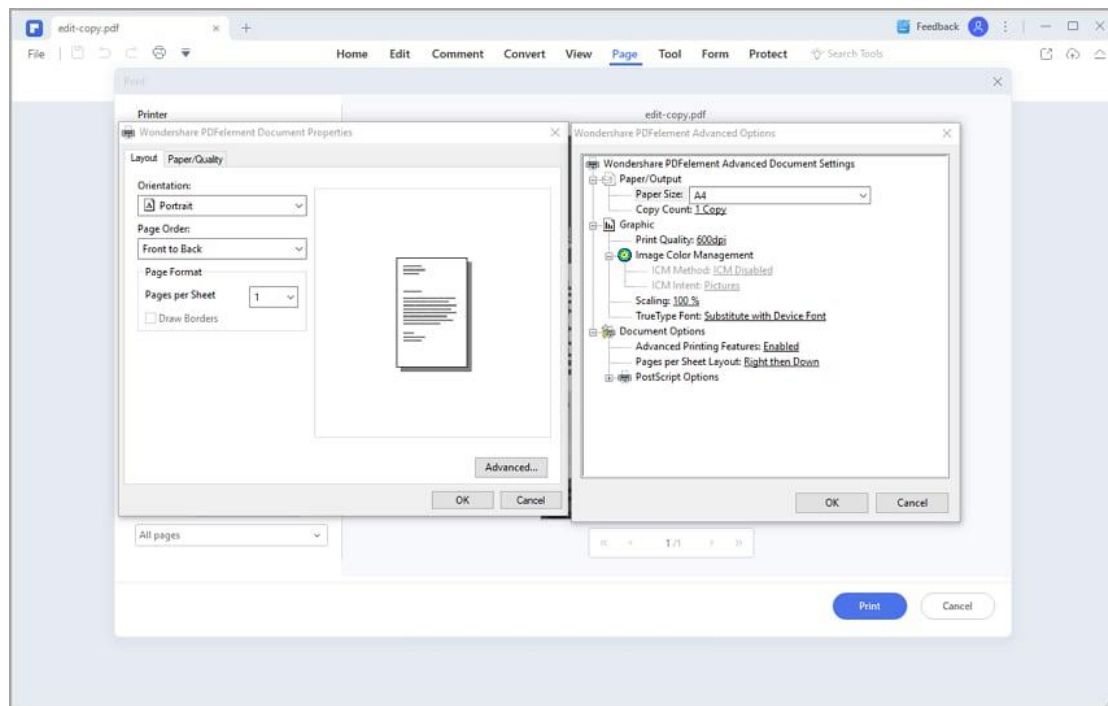 edit-copy.pdf
Feedback
File
Home Edit Comment Convert View Page Tool Form Protect Search Tools
Print
Printer
edit-copy.pdf
Wondershare PDFelement Document Properties
Layout Paper/Quality
Orientation:
Portrait
Page Order:
Front to Back
Page Format
Pages per Sheet 1
Draw Borders
Advanced...
OK Cancel
Wondershare PDFelement Advanced Options
Wondershare PDFelement Advanced Document Settings
Paper/Output
Paper Size: A4
Copy Count: 1 Copy
Graphic
Print Quality: 600dpi
Image Color Management
ICM Method: ICM Disabled
ICM Intent: Pictures
Scaling: 100 %
TrueType Font: Substitute with Device Font
Document Options
Advanced Printing Features: Enabled
Pages per Sheet Layout: Right then Down
PostScript Options
OK Cancel
All pages
1 /1
Print Cancel